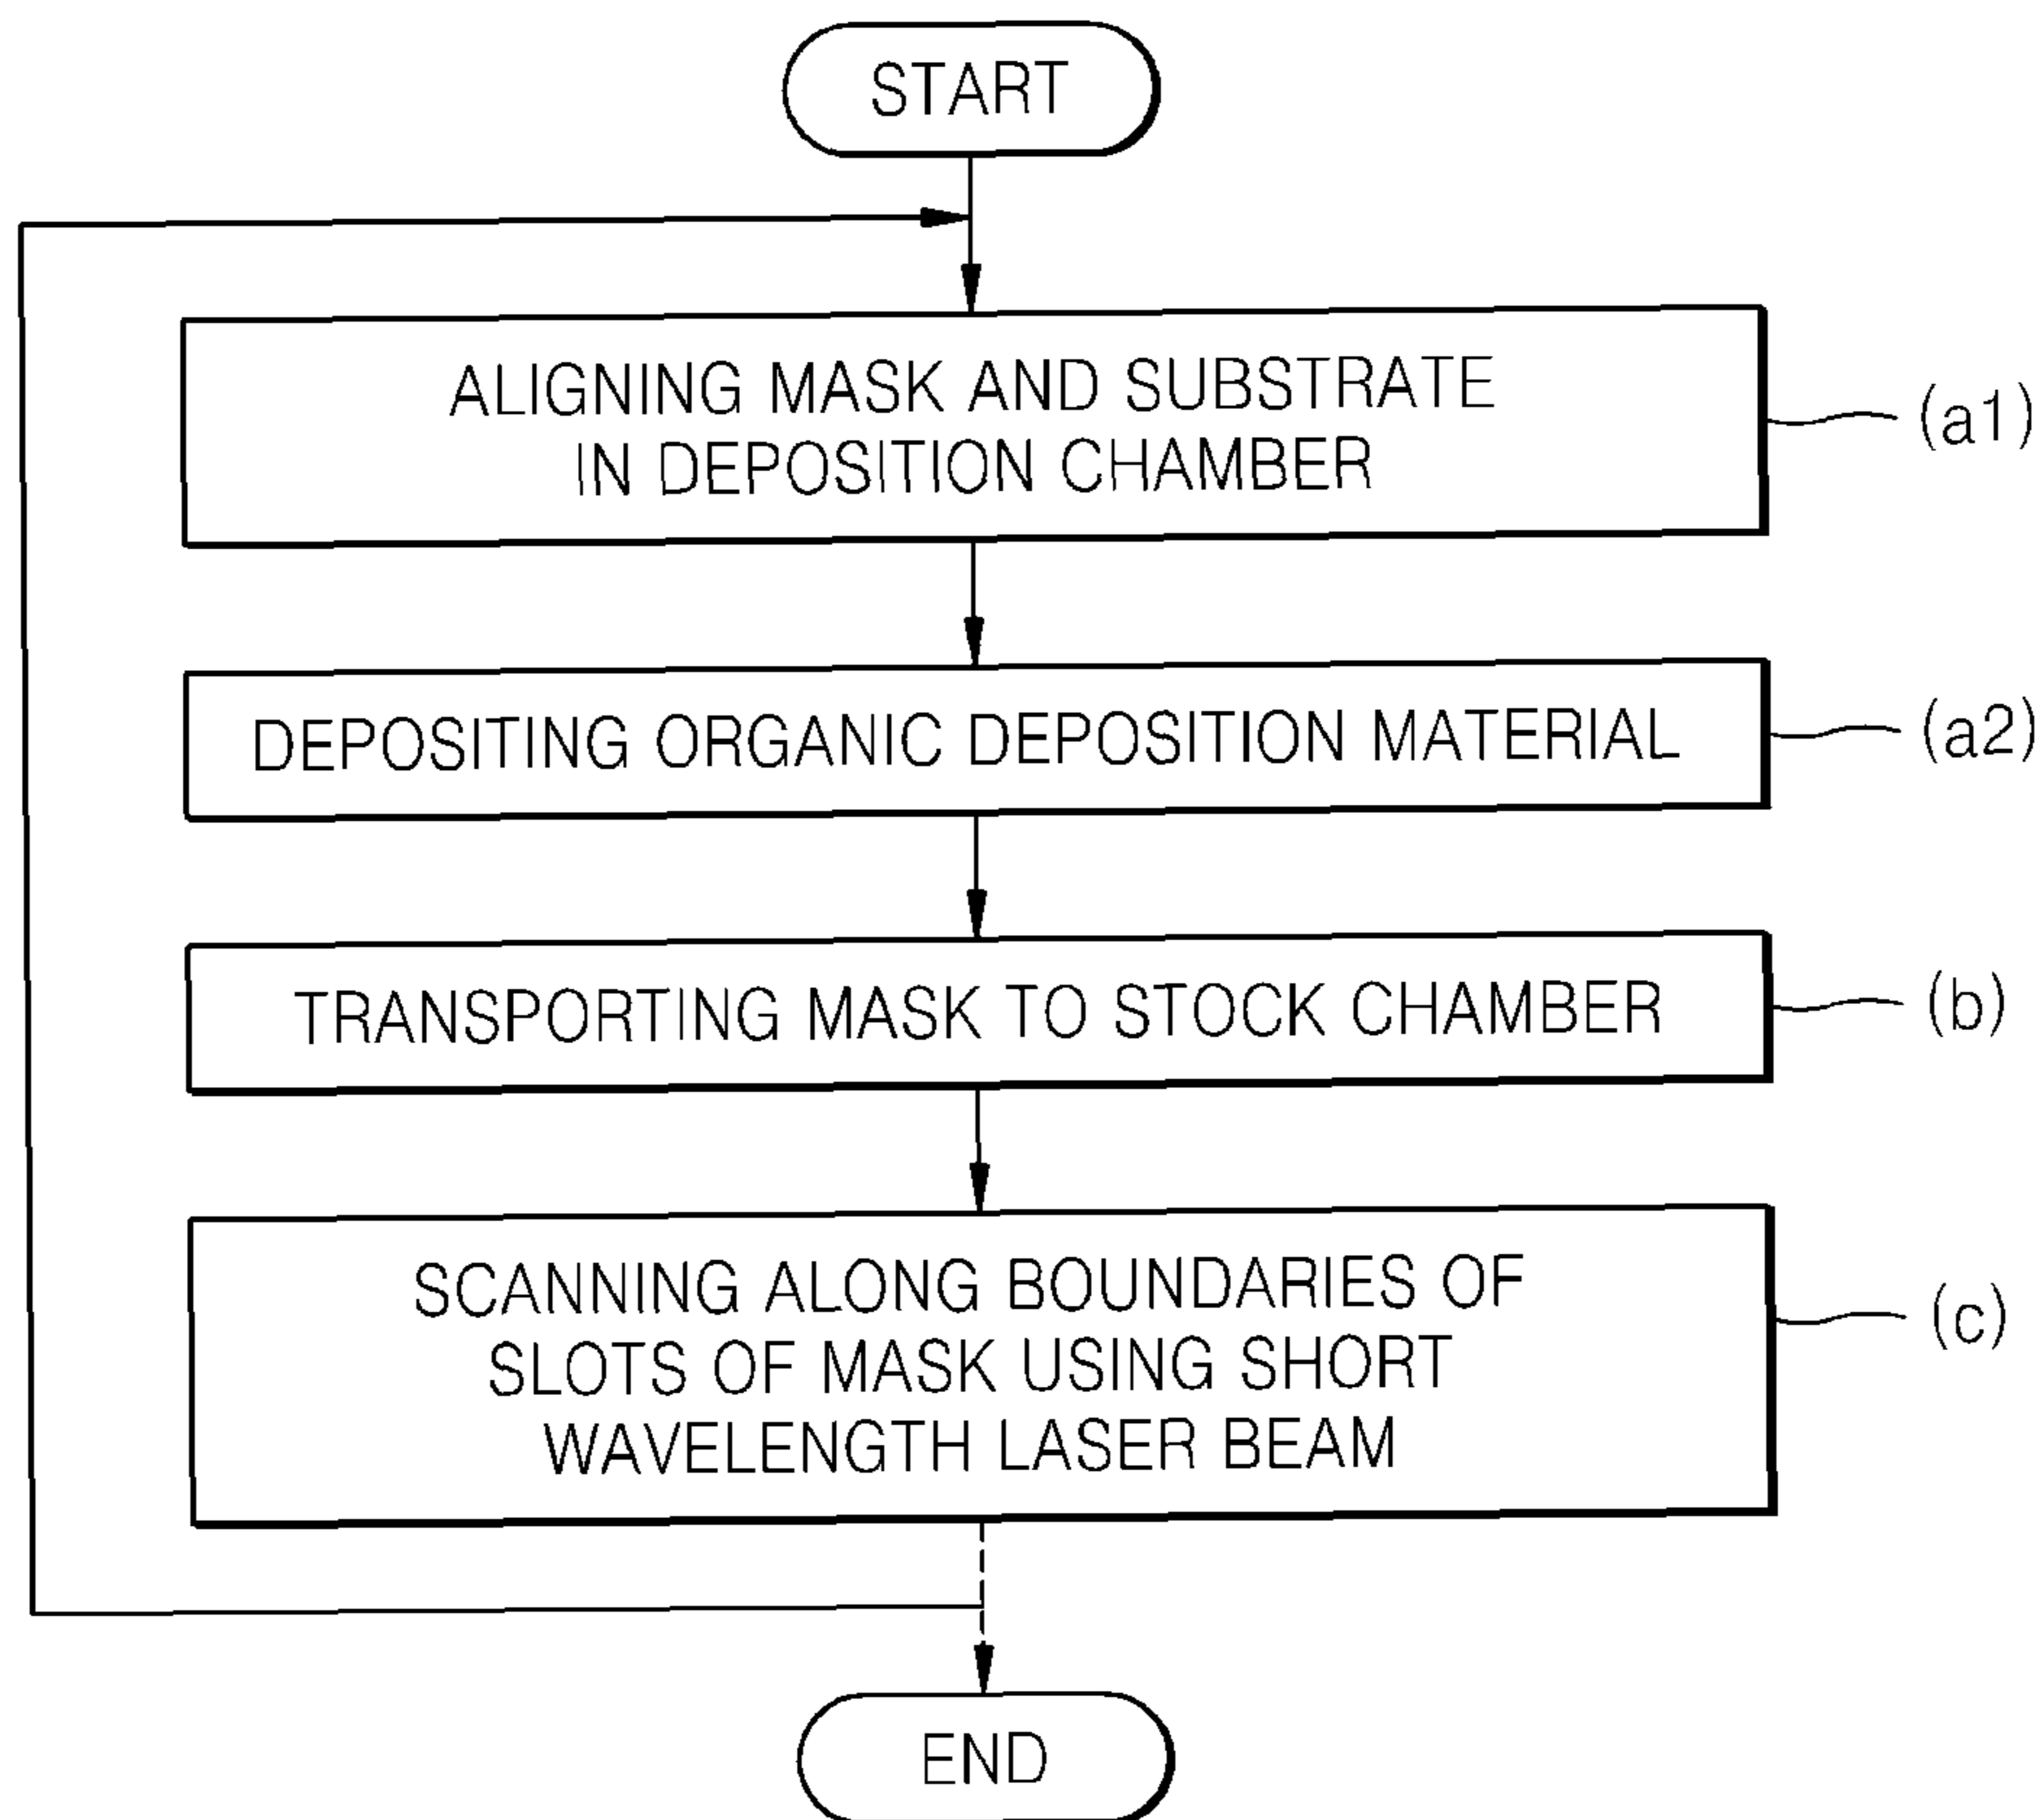 START
ALIGNING MASK AND SUBSTRATE
IN DEPOSITION CHAMBER
(a1)
DEPOSITING ORGANIC DEPOSITION MATERIAL
(a2)
TRANSPORTING MASK TO STOCK CHAMBER
(b)
SCANNING ALONG BOUNDARIES OF
SLOTS OF MASK USING SHORT
WAVELENGTH LASER BEAM
(c)
END